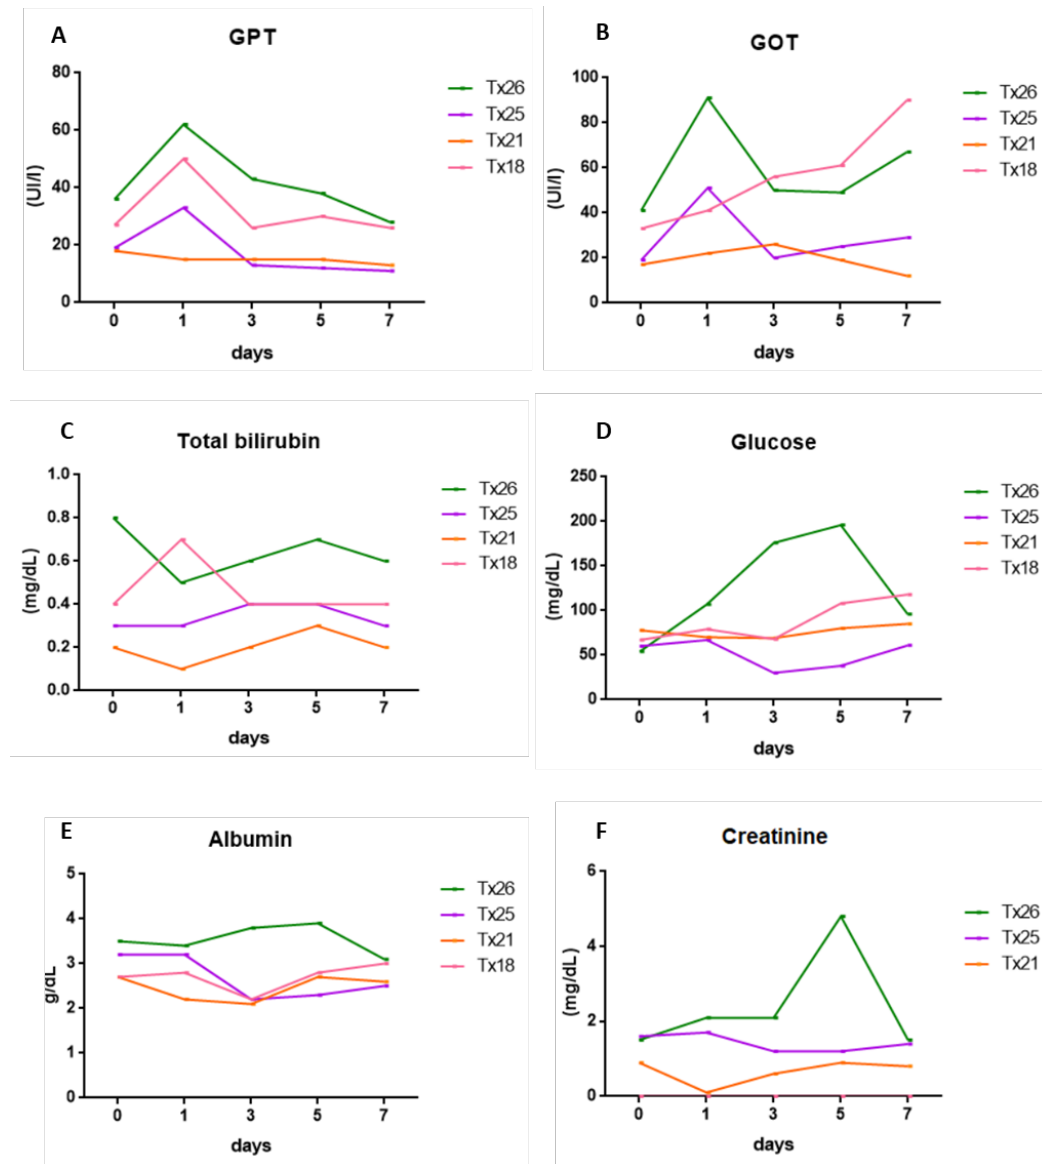 A
GPT
80
60
40
20
0
(UI/l)
0 1 3 5 7
days
Tx26
Tx25
Tx21
Tx18
B
GOT
100
80
60
40
20
0
(UI/l)
0 1 3 5 7
days
Tx26
Tx25
Tx21
Tx18
C
Total bilirubin
1.0
0.8
0.6
0.4
0.2
0.0
(mg/dL)
0 1 3 5 7
days
Tx26
Tx25
Tx21
Tx18
D
Glucose
250
200
150
100
50
0
(mg/dL)
0 1 3 5 7
days
Tx26
Tx25
Tx21
Tx18
E
Albumin
5
4
3
2
1
0
g/dL
0 1 3 5 7
days
Tx26
Tx25
Tx21
Tx18
F
Creatinine
6
4
2
0
(mg/dL)
0 1 3 5 7
days
Tx26
Tx25
Tx21